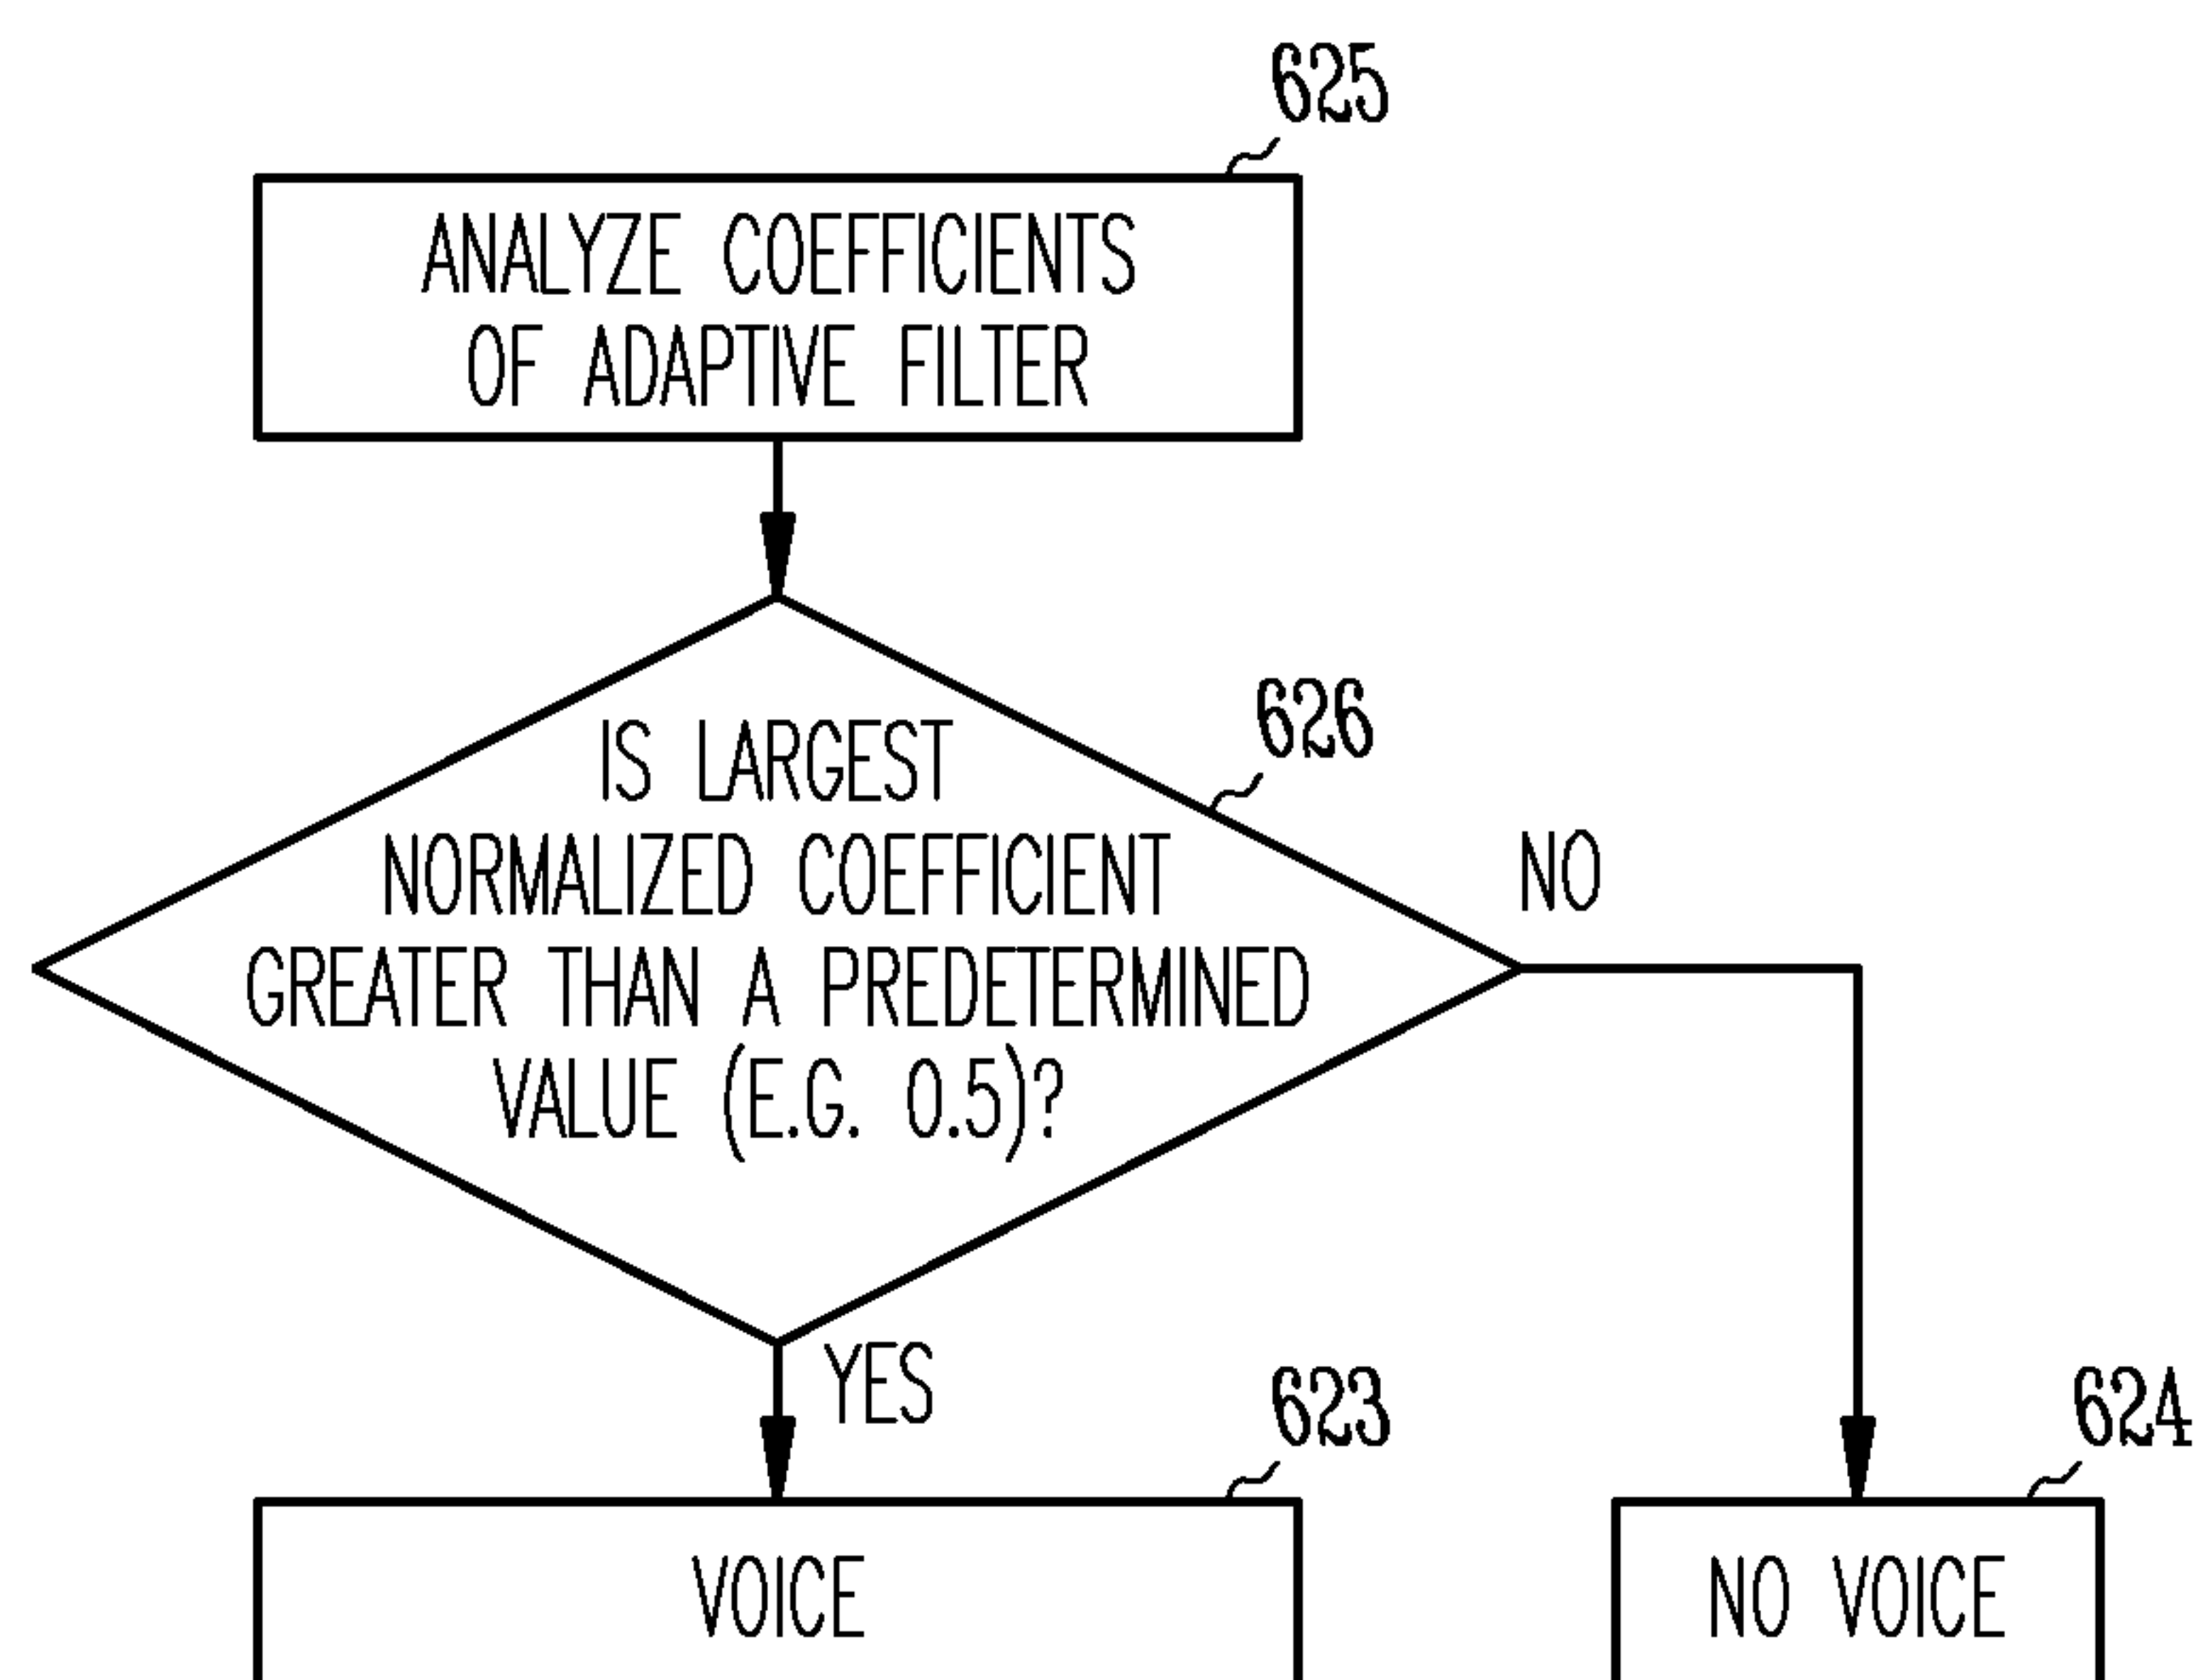 625
ANALYZE COEFFICIENTS
OF ADAPTIVE FILTER
626
IS LARGEST
NORMALIZED COEFFICIENT
GREATER THAN A PREDETERMINED
VALUE (E.G. 0.5)?
NO
YES
623
VOICE
624
NO VOICE